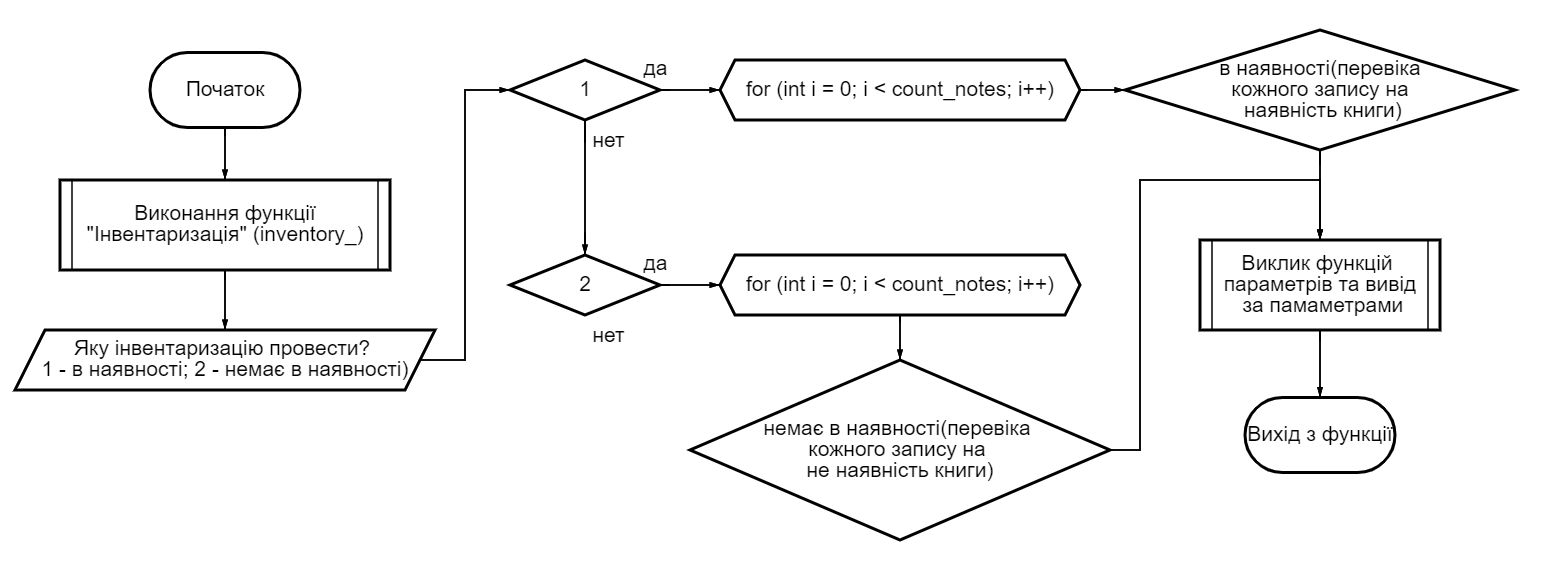 Початок
Виконання функції
"Інвентаризація" (inventory_)
Яку інвентаризацію провести?
1 - в наявності; 2 - немає в наявності)
1
да
нет
for (int i = 0; i < count_notes; i++)
в наявності(перевіка
кожного запису на
наявність книги)
2
да
нет
for (int i = 0; i < count_notes; i++)
немає в наявності(перевіка
кожного запису на
не наявність книги)
Виклик функцій
параметрів та вивід
за памаметрами
Вихід з функції